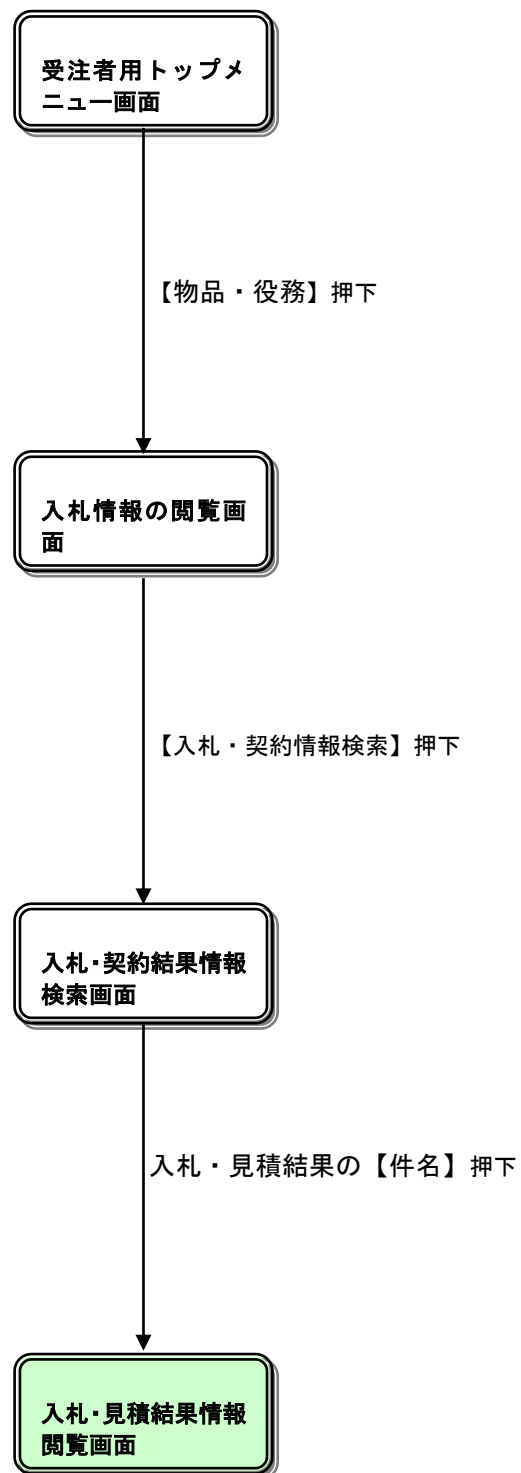 受注者用トップメ
ニュー画面
【物品・役務】押下
入札情報の閲覧画
面
【入札・契約情報検索】押下
入札・契約結果情報
検索画面
入札・見積結果の【件名】押下
入札・見積結果情報
閲覧画面